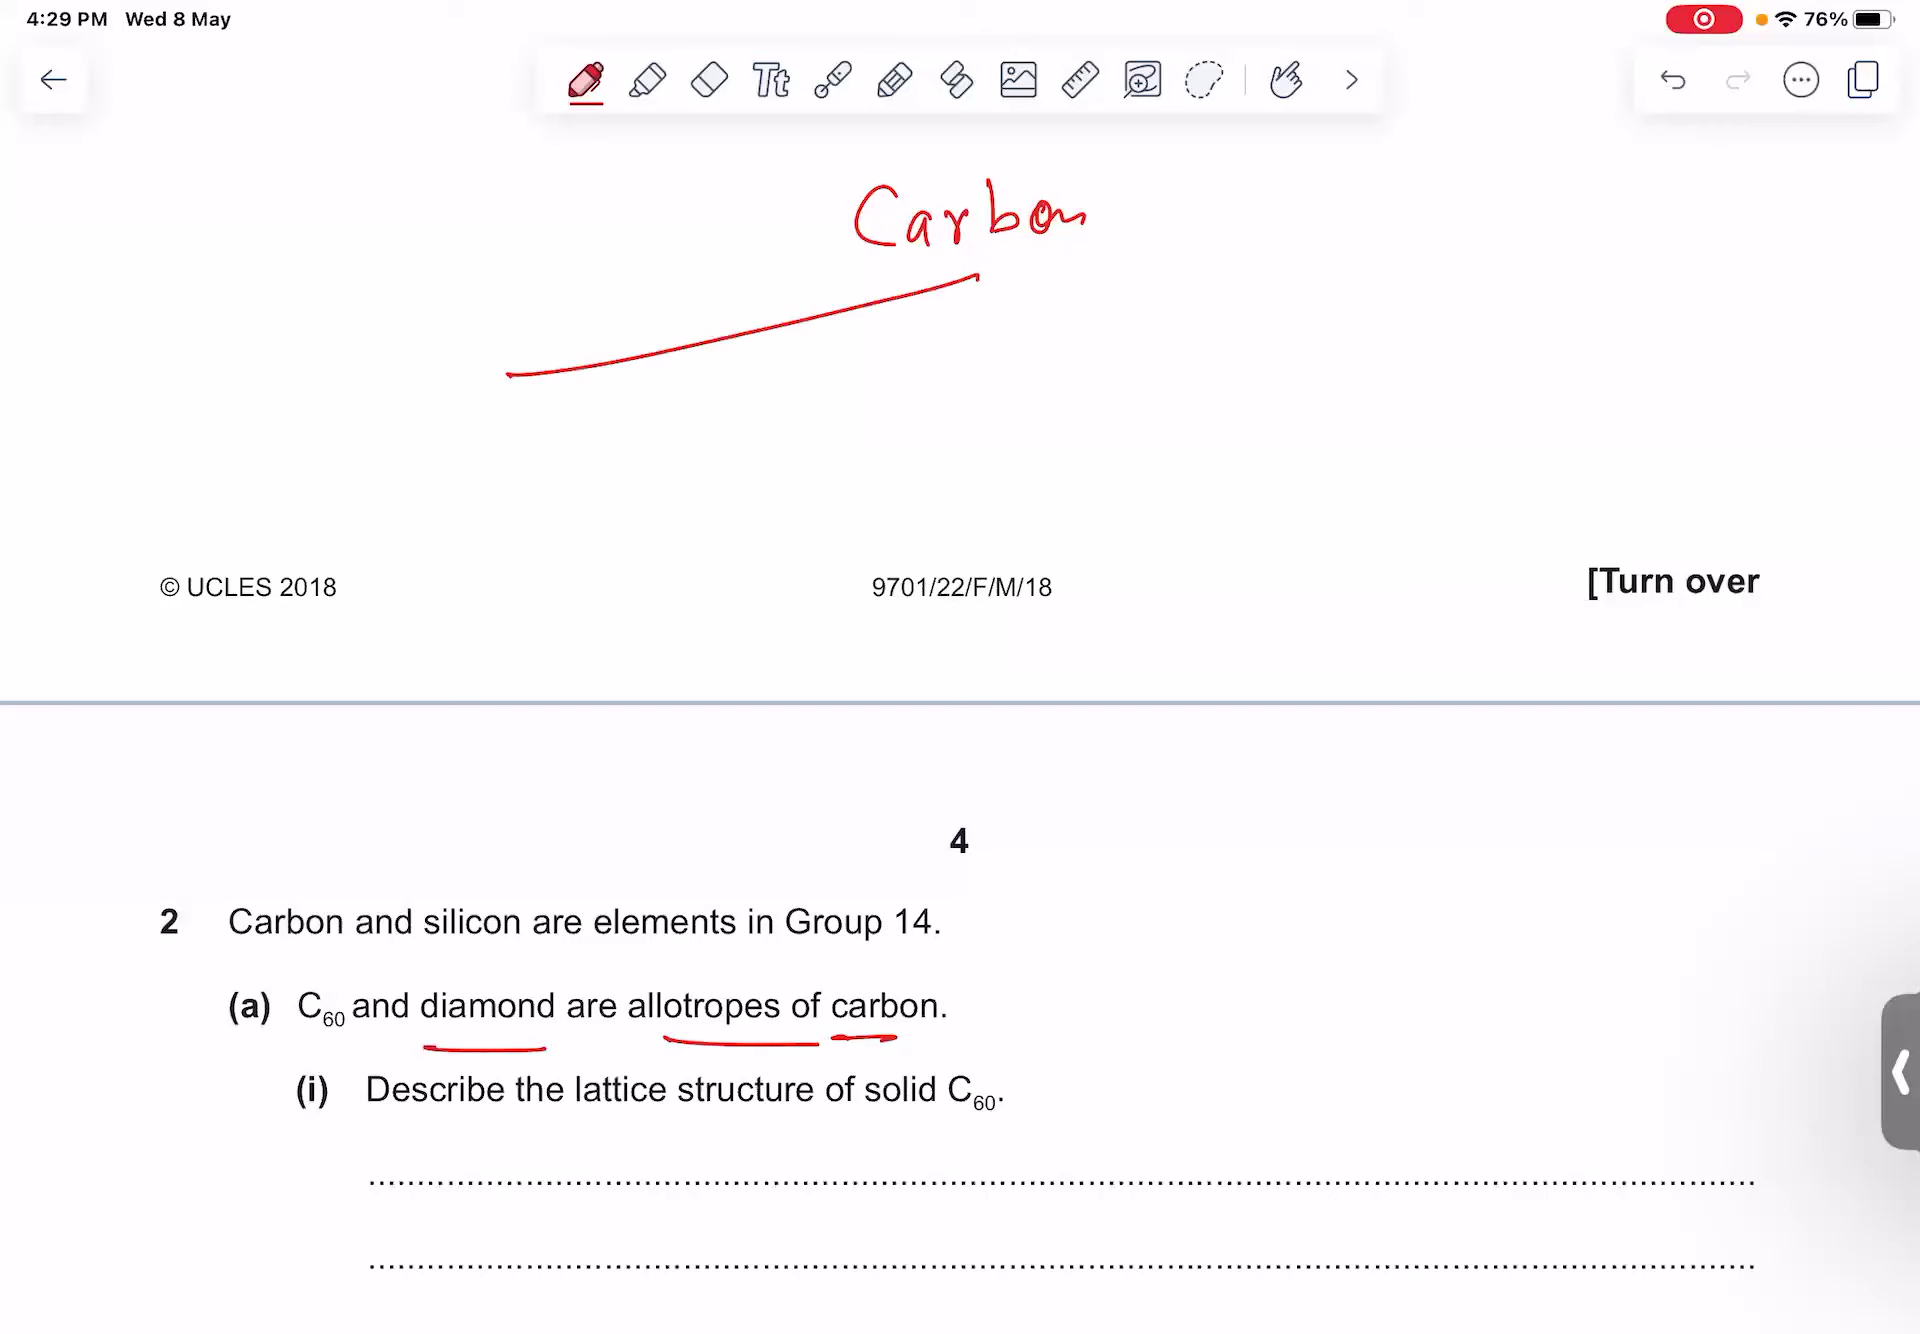 4:29 PM Wed 8 May 76%
Tt
Carbon
© UCLES 2018 9701/22/F/M/18 [Turn over
4
2 Carbon and silicon are elements in Group 14.
(a) C60 and diamond are allotropes of carbon.
(i) Describe the lattice structure of solid C60.